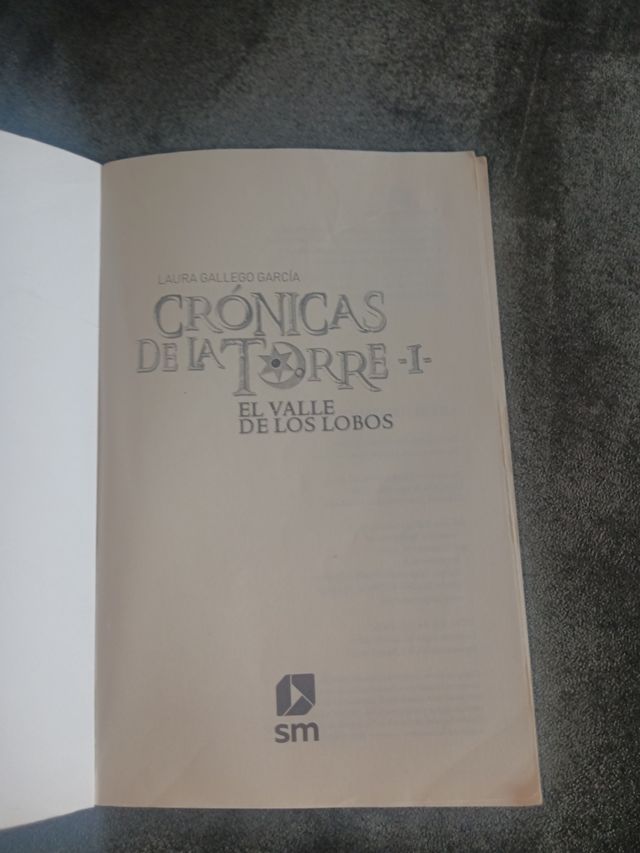 LAURA GALLEGO GARCÍA
CRÓNICAS
DE LA TORRE -I-
EL VALLE
DE LOS LOBOS
sm